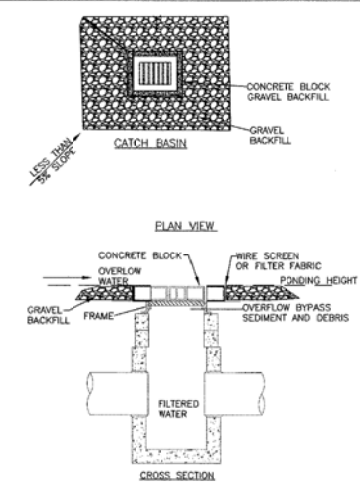 CONCRETE BLOCK
GRAVEL BACKFILL
GRAVEL
BACKFILL
CATCH BASIN
LESS THAN
5% SLOPE
PLAN VIEW
CONCRETE BLOCK
WIRE SCREEN
OR FILTER FABRIC
OVERLOW
WATER
PONDING HEIGHT
GRAVEL
BACKFILL
FRAME
OVERFLOW BYPASS
SEDIMENT AND DEBRIS
FILTERED
WATER
CROSS SECTION